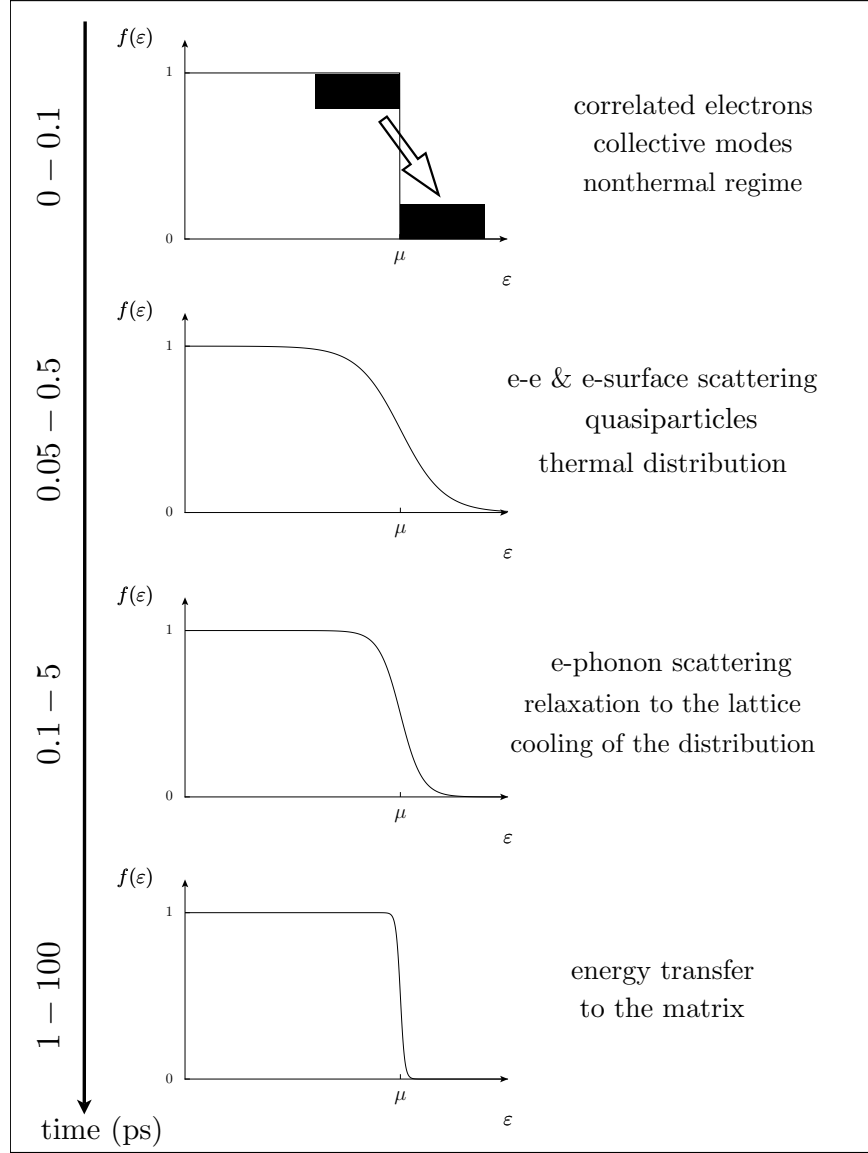 f(ε)
1
0
μ
ε
0 – 0.1
correlated electrons
collective modes
nonthermal regime
f(ε)
1
0
μ
ε
0.05 – 0.5
e-e & e-surface scattering
quasiparticles
thermal distribution
f(ε)
1
0
μ
ε
0.1 – 5
e-phonon scattering
relaxation to the lattice
cooling of the distribution
f(ε)
1
0
μ
ε
1 – 100
energy transfer
to the matrix
time (ps)